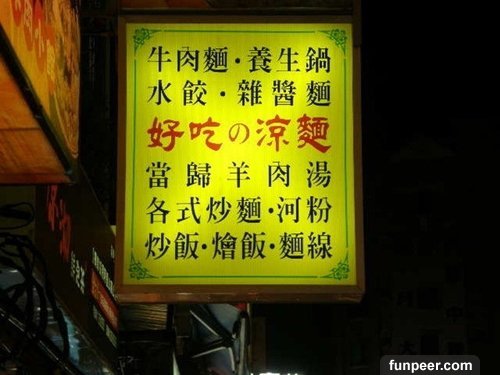 牛肉麵·養生鍋
水餃·雜醬麵
好吃の涼麵
當歸羊肉湯
各式炒麵·河粉
炒飯·燴飯·麵線
funpeer.com